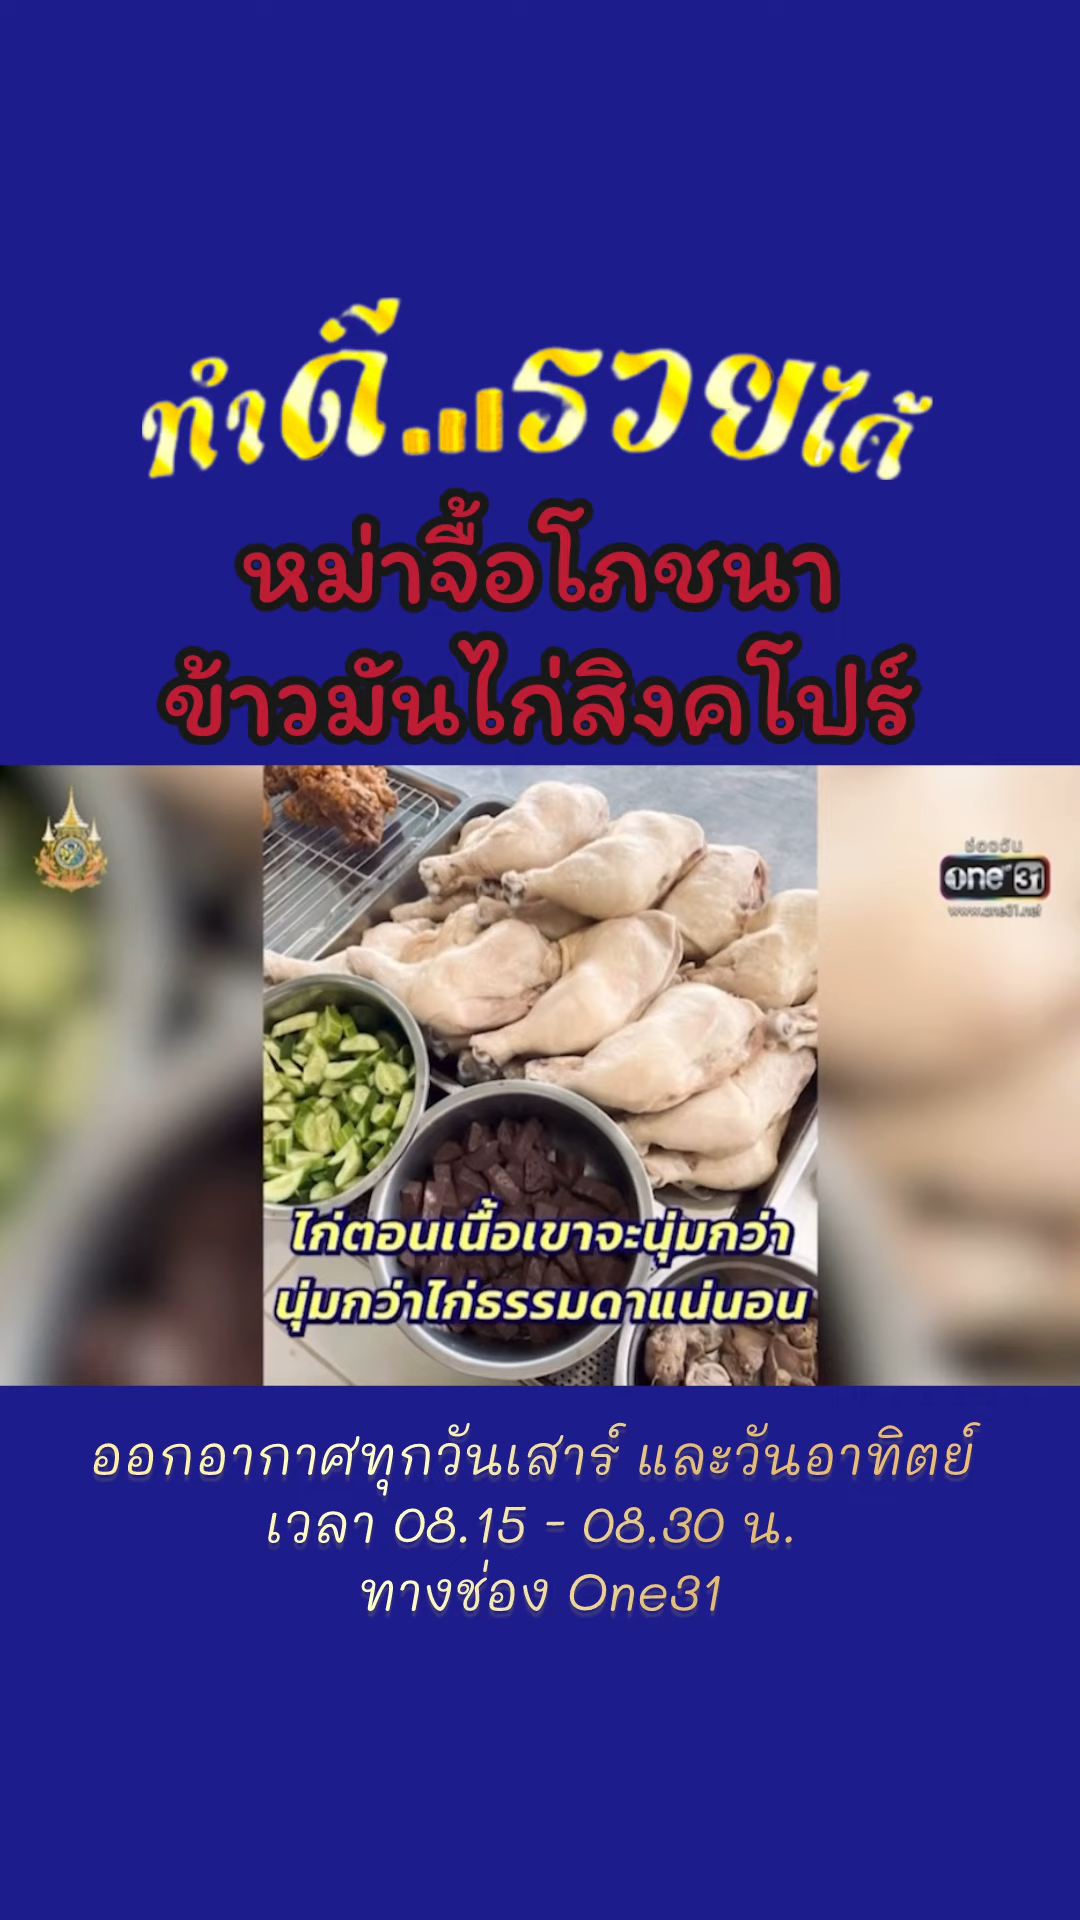 ทำดี...รวยได้
หม่าจื้อโภชนา
ข้าวมันไก่สิงคโปร์
ช่องวัน
one 31
www.one31.net
ไก่ตอนเนื้อเขาจะนุ่มกว่า
นุ่มกว่าไก่ธรรมดาแน่นอน
ออกอากาศทุกวันเสาร์ และวันอาทิตย์
เวลา 08.15 - 08.30 น.
ทางช่อง One31